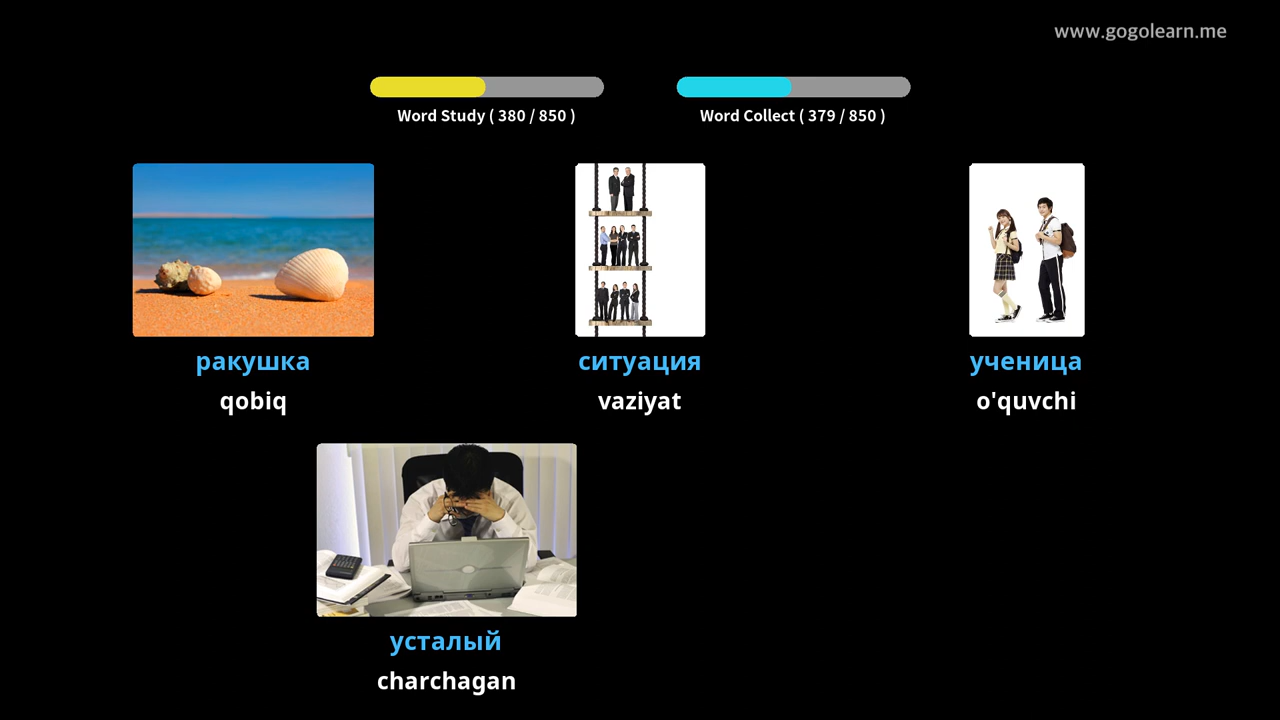 www.gogolearn.me
Word Study ( 380 / 850 )
Word Collect ( 379 / 850 )
ракушка
qobiq
ситуация
vaziyat
ученица
o'quvchi
усталый
charchagan